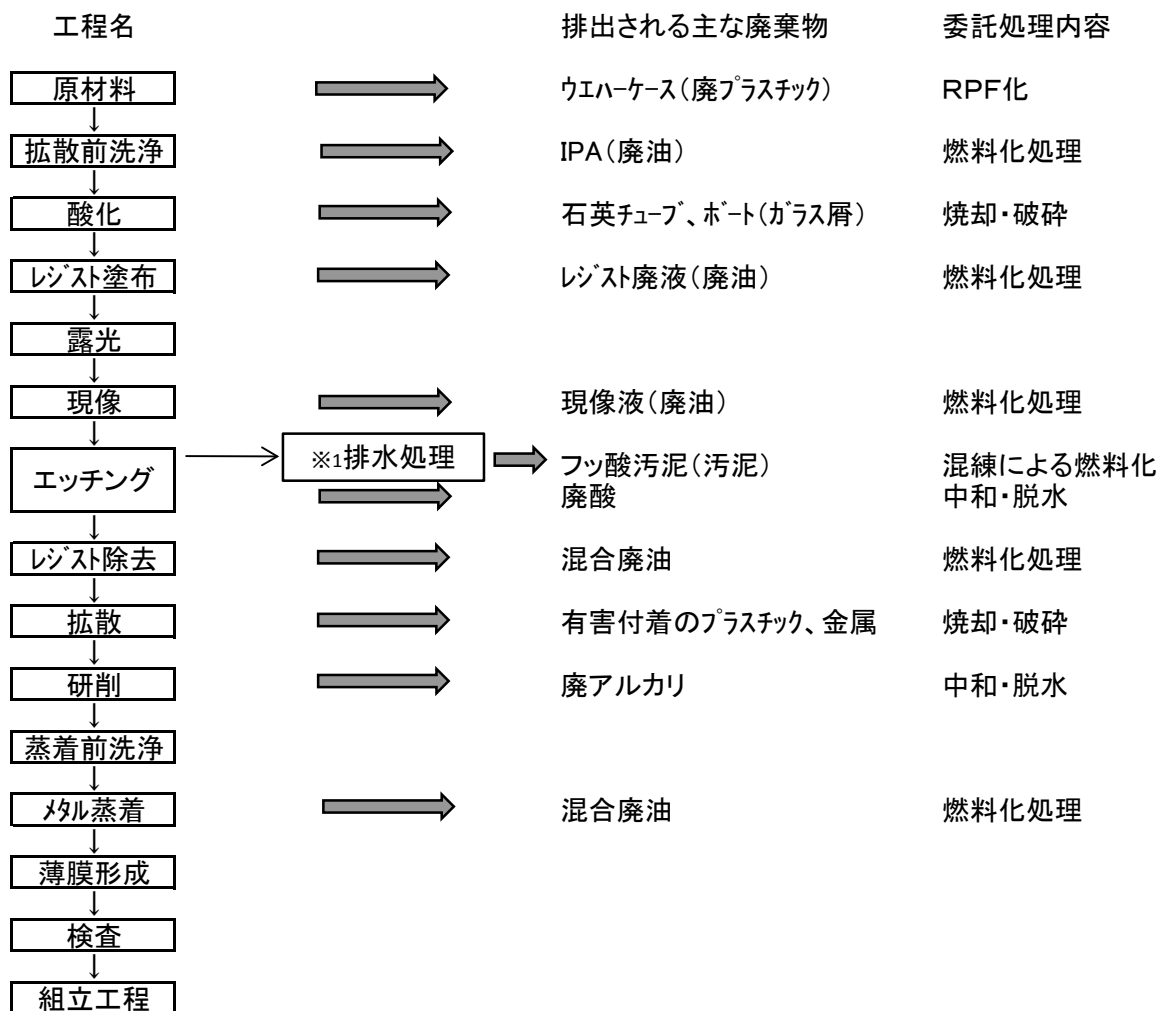 工程名 排出される主な廃棄物 委託処理内容
原材料 ウエハーケース(廃プラスチック) RPF化
↓
拡散前洗浄 IPA(廃油) 燃料化処理
↓
酸化 石英チューブ、ボート(ガラス屑) 焼却・破砕
↓
レジスト塗布 レジスト廃液(廃油) 燃料化処理
↓
露光
↓
現像 現像液(廃油) 燃料化処理
↓
エッチング ※1排水処理 フッ酸汚泥(汚泥) 混練による燃料化
廃酸 中和・脱水
↓
レジスト除去 混合廃油 燃料化処理
↓
拡散 有害付着のプラスチック、金属 焼却・破砕
↓
研削 廃アルカリ 中和・脱水
↓
蒸着前洗浄
↓
メタル蒸着 混合廃油 燃料化処理
↓
薄膜形成
↓
検査
↓
組立工程